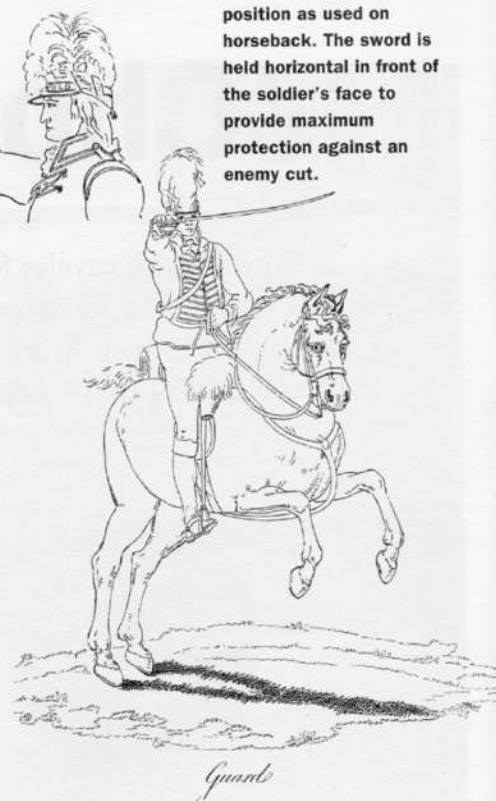 position as used on
horseback. The sword is
held horizontal in front of
the soldier's face to
provide maximum
protection against an
enemy cut.
Guard